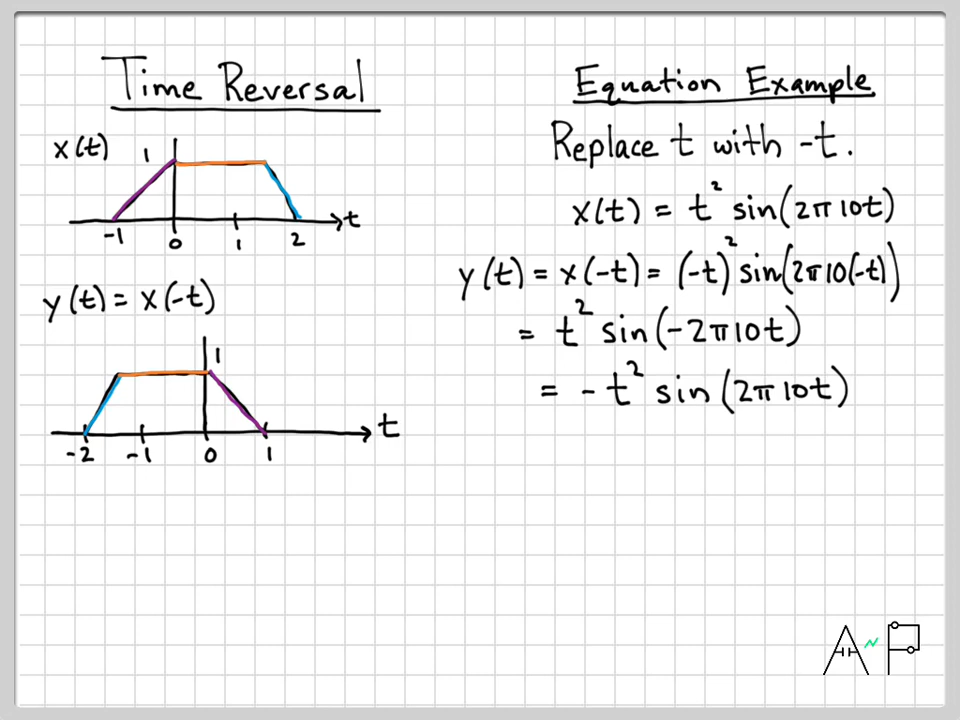 Time Reversal
x(t)
1
t
-1 0 1 2
y(t) = x(-t)
1
t
-2 -1 0 1
Equation Example
Replace t with -t.
x(t) = t² sin(2π10t)
y(t) = x(-t) = (-t)² sin(2π10(-t))
= t² sin(-2π10t)
= -t² sin(2π10t)